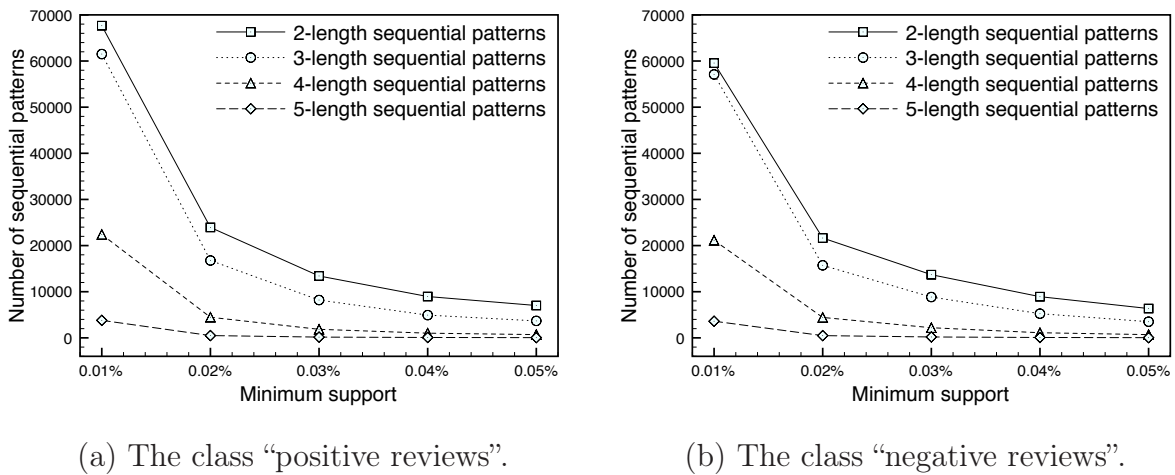 70000
60000
50000
40000
30000
20000
10000
0
Number of sequential patterns
2-length sequential patterns
3-length sequential patterns
4-length sequential patterns
5-length sequential patterns
0.01% 0.02% 0.03% 0.04% 0.05%
Minimum support
(a) The class “positive reviews”.
70000
60000
50000
40000
30000
20000
10000
0
Number of sequential patterns
2-length sequential patterns
3-length sequential patterns
4-length sequential patterns
5-length sequential patterns
0.01% 0.02% 0.03% 0.04% 0.05%
Minimum support
(b) The class “negative reviews”.